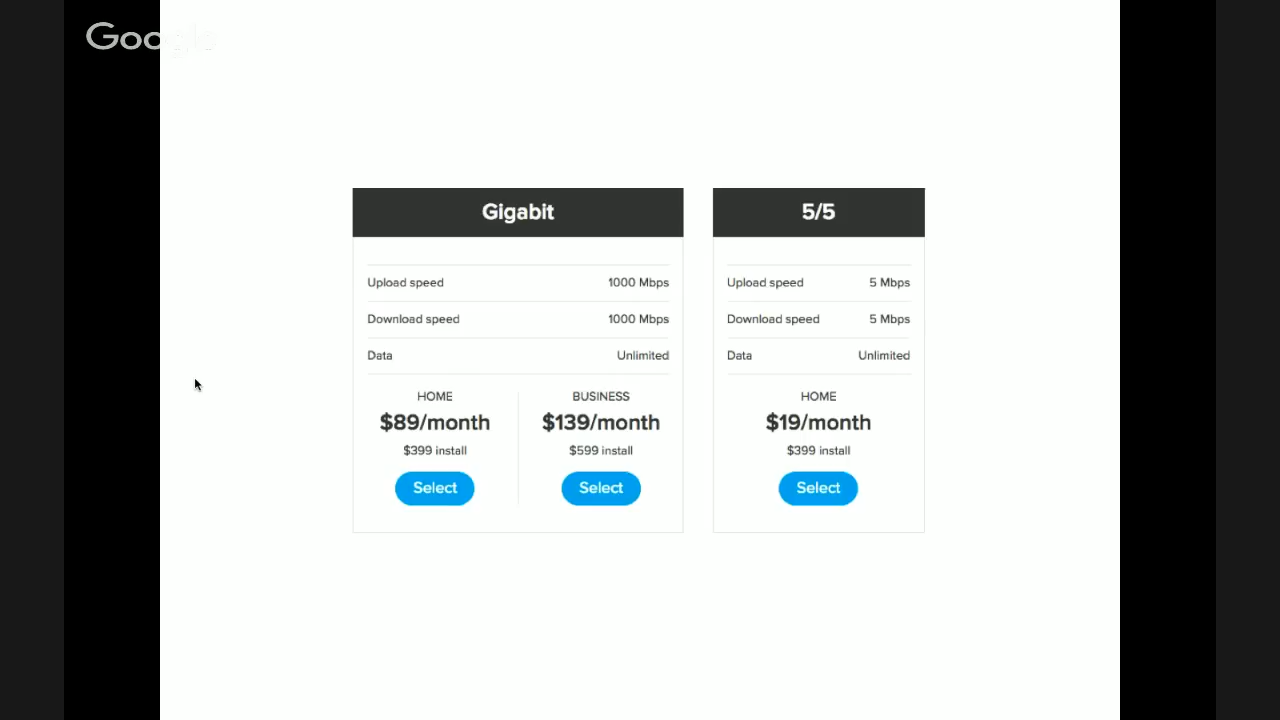 Google
Gigabit
Upload speed 1000 Mbps
Download speed 1000 Mbps
Data Unlimited
HOME
$89/month
$399 install
Select
BUSINESS
$139/month
$599 install
Select
5/5
Upload speed 5 Mbps
Download speed 5 Mbps
Data Unlimited
HOME
$19/month
$399 install
Select